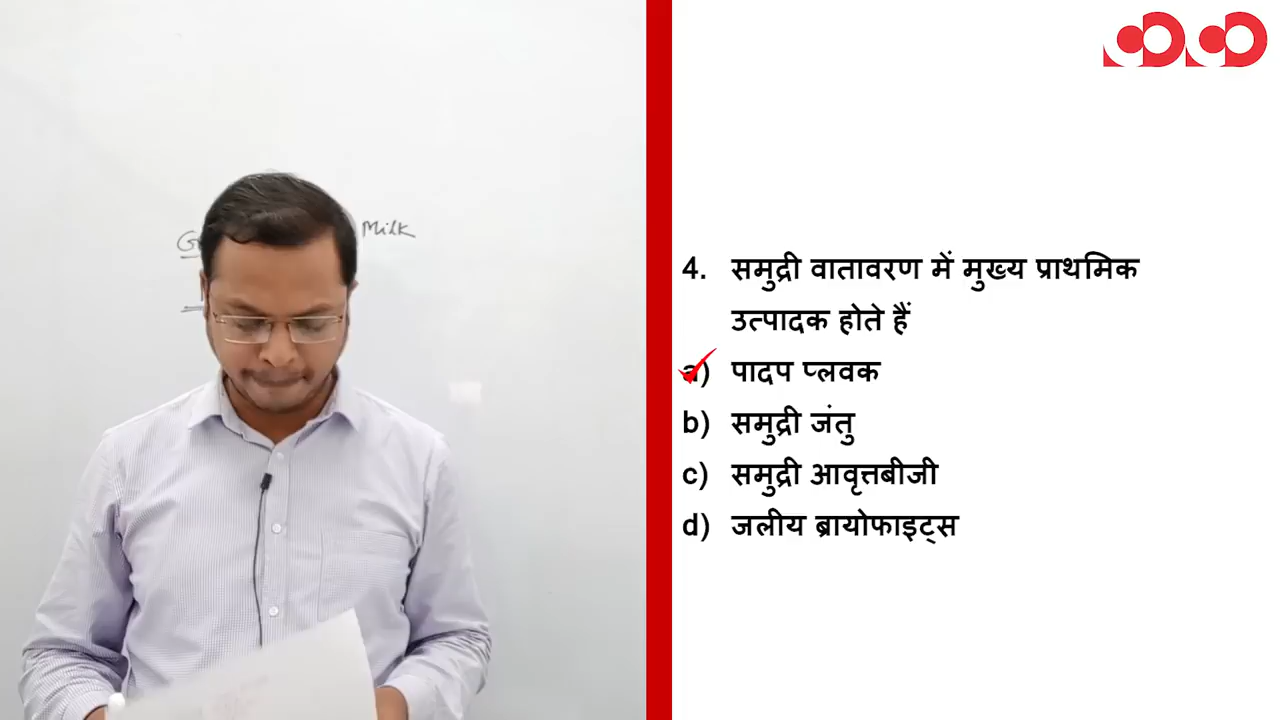 Milk
4. समुद्री वातावरण में मुख्य प्राथमिक
उत्पादक होते हैं
a) पादप प्लवक
b) समुद्री जंतु
c) समुद्री आवृत्तबीजी
d) जलीय ब्रायोफाइट्स